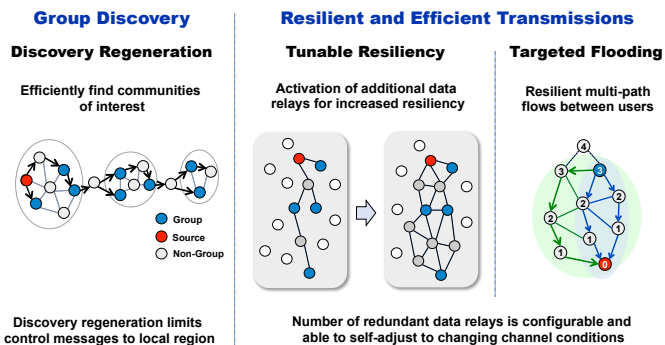 Group Discovery
Resilient and Efficient Transmissions
Discovery Regeneration
Tunable Resiliency
Targeted Flooding
Efficiently find communities
of interest
Activation of additional data
relays for increased resiliency
Resilient multi-path
flows between users
4
3
3
2
2
2
1
1
1
0
Group
Source
Non-Group
Discovery regeneration limits
control messages to local region
Number of redundant data relays is configurable and
able to self-adjust to changing channel conditions